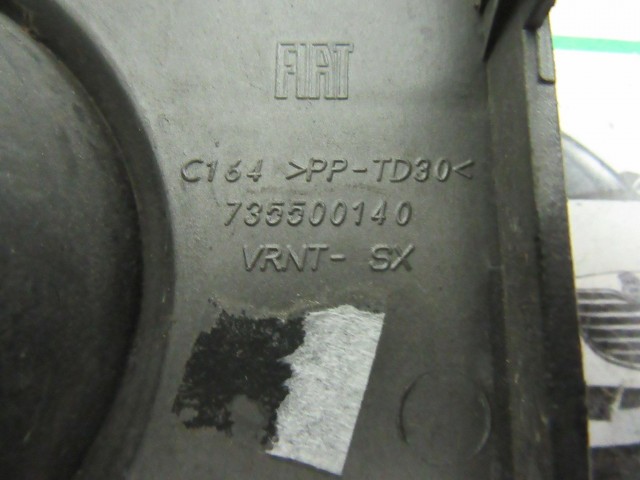 FIAT
C164 >PP-TD30<
735500140
VRNT- SX